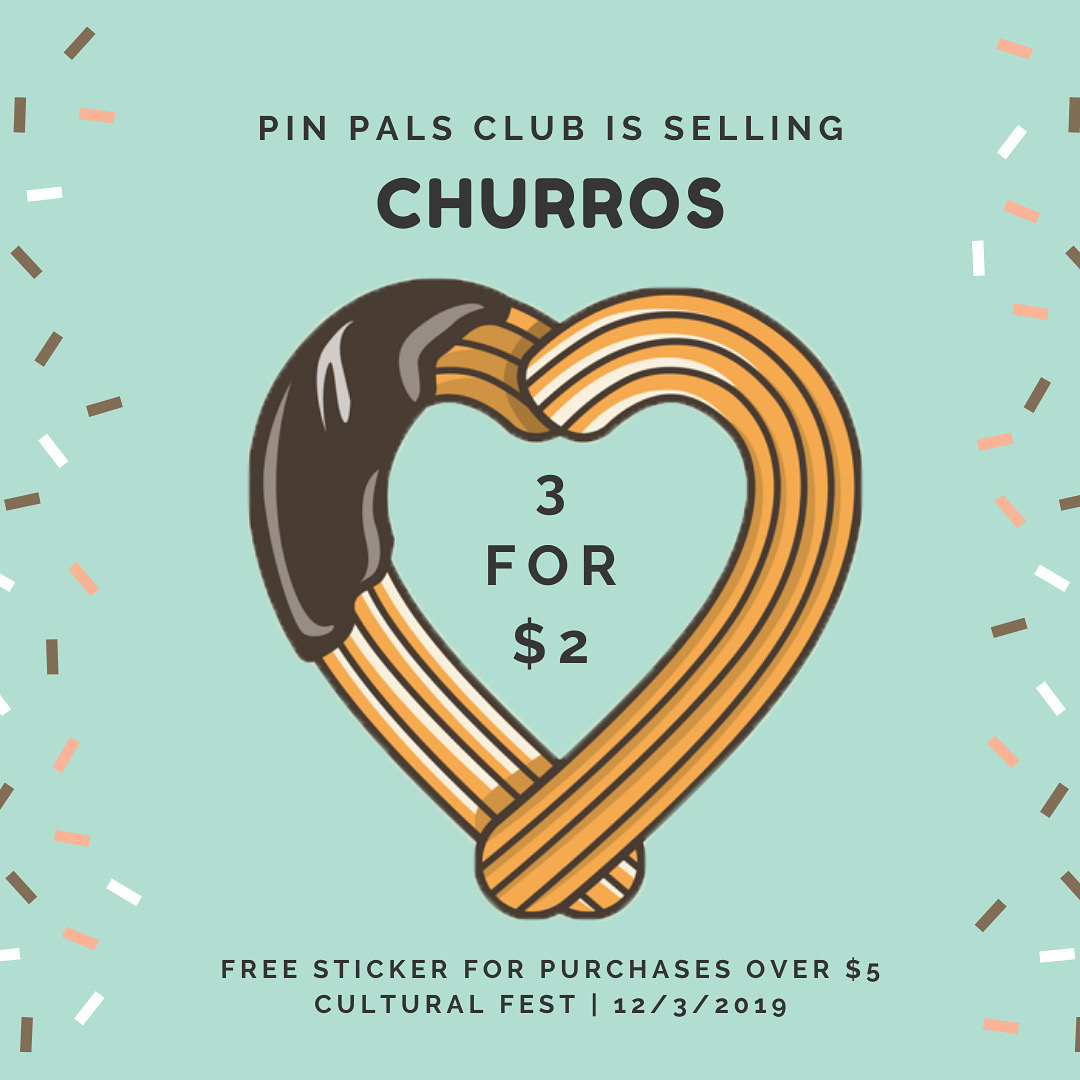 PIN PALS CLUB IS SELLING
CHURROS
3
FOR
$2
FREE STICKER FOR PURCHASES OVER $5
CULTURAL FEST | 12/3/2019